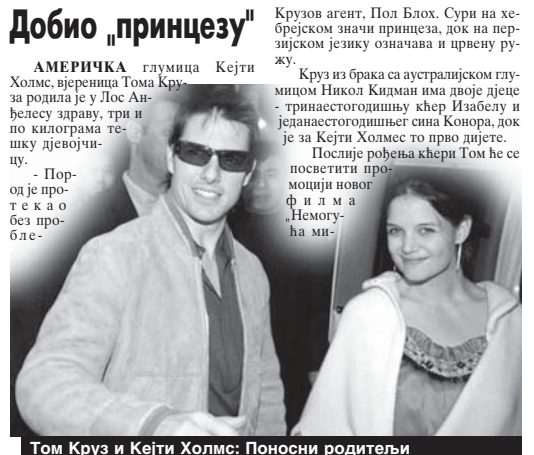 Добио „принцезу"
АМЕРИЧКА глумица Кејти
Холмс, вјереница Тома Кру-
за родила је у Лос Ан-
ђелесу здраву, три и
по килограма те-
шку дјевојчи-
цу.
- Пор-
од је про-
текао
без про-
бле-
Крузов агент, Пол Блох. Сури на хе-
брејском значи принцеза, док на пер-
зијском језику означава и црвену ру-
жу.
Круз из брака са аустралијском глу-
мицом Никол Кидман има двоје дјеце
- тринаестогодишњу кћер Изабелу и
једанаестогодишњег сина Конора, док
је за Кејти Холмес то прво дијете.
Послије рођења кћери Том ће се
посветити про-
моцији новог
филма
„Немогу-
ћа ми-
Том Круз и Кејти Холмс: Поносни родитељи